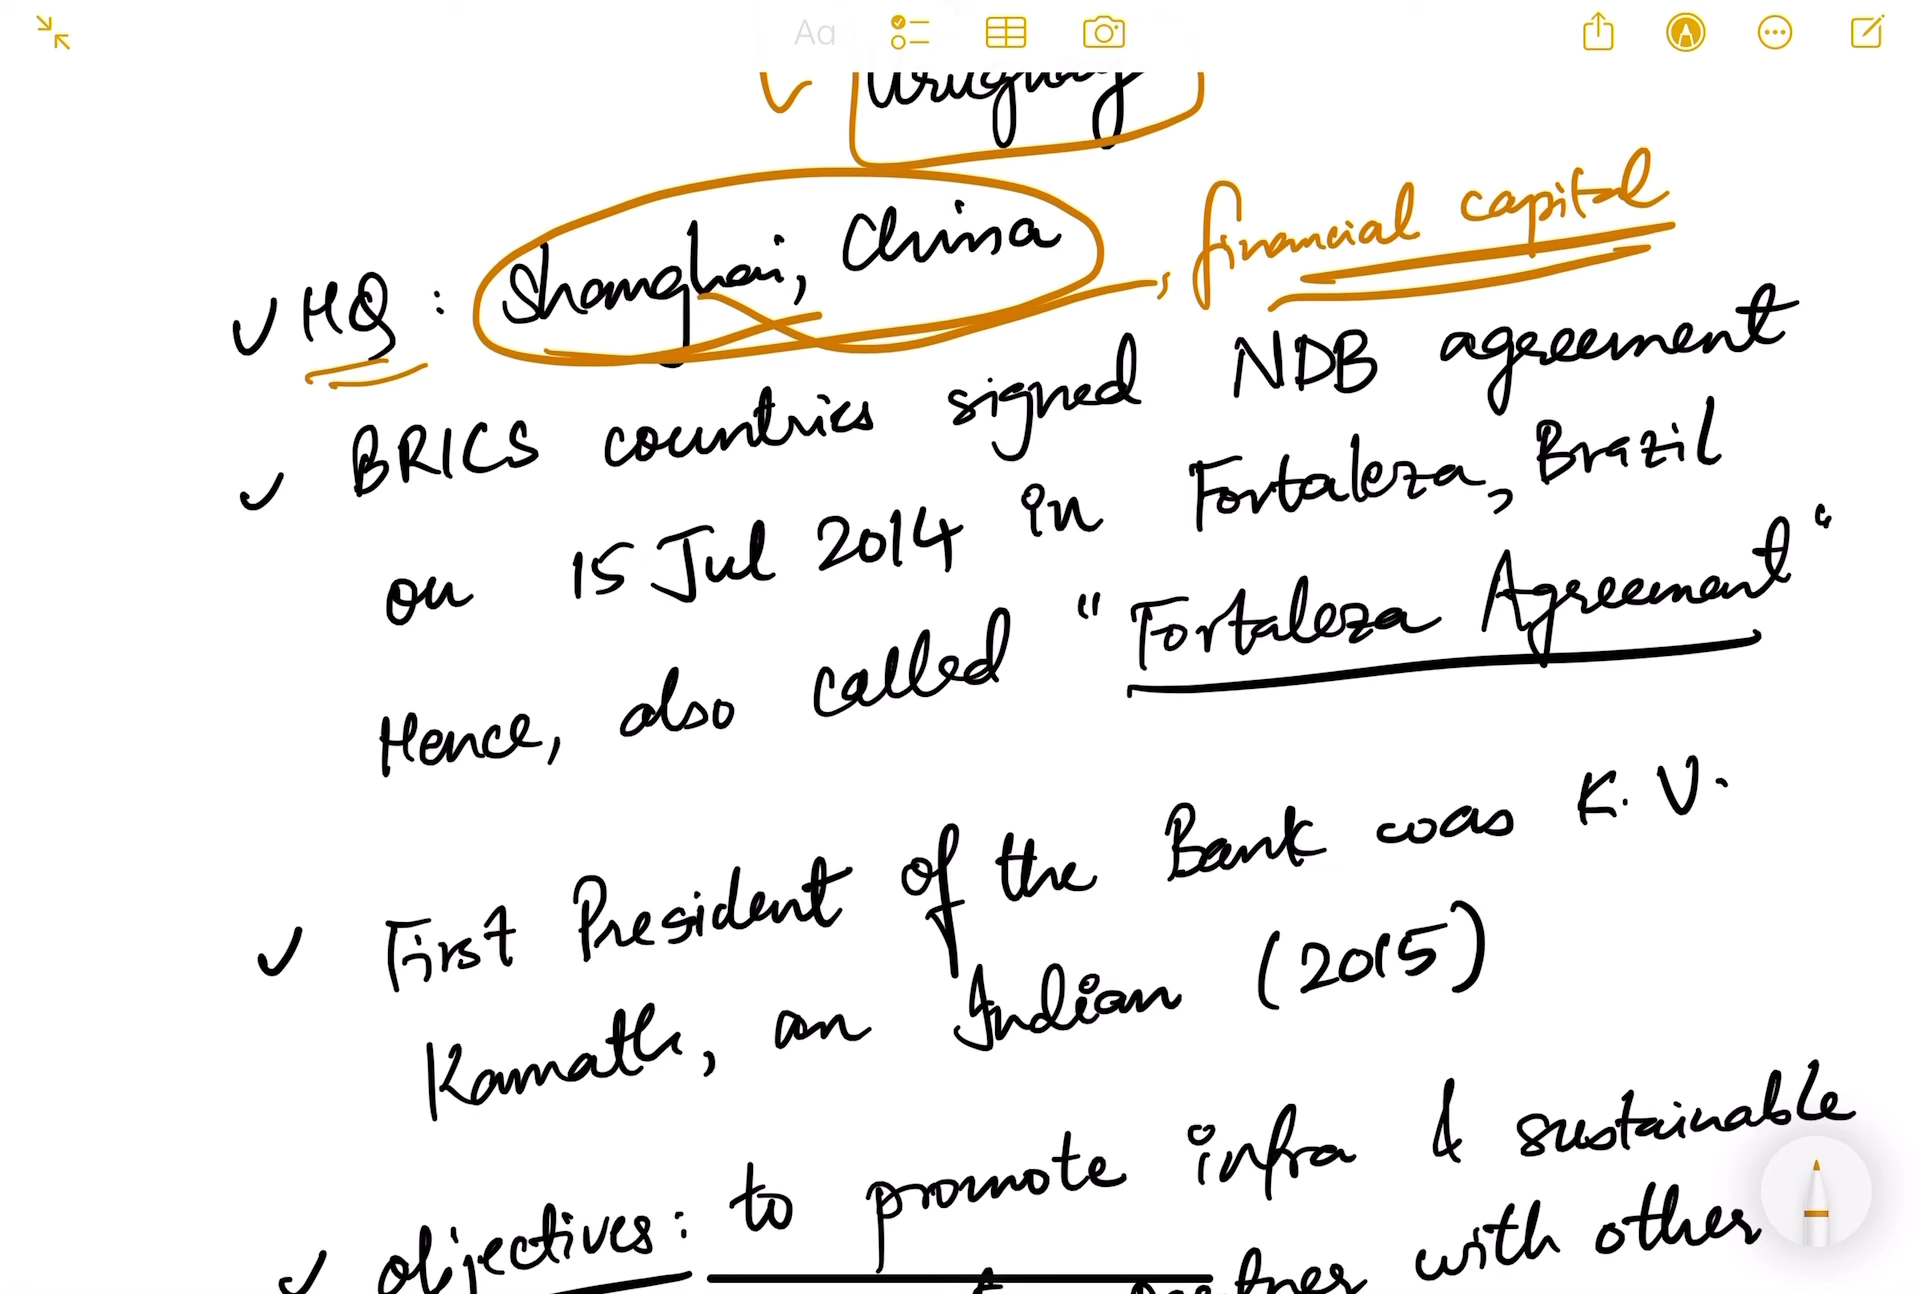 Aa
Uruguay
HQ : Shanghai, China, financial capital
BRICS countries signed NDB agreement
on 15 Jul 2014 in Fortaleza, Brazil
Hence, also called "Fortaleza Agreement"
First President of the Bank was K. V.
Kamath, an Indian (2015)
objectives: to promote infra & sustainable
with other